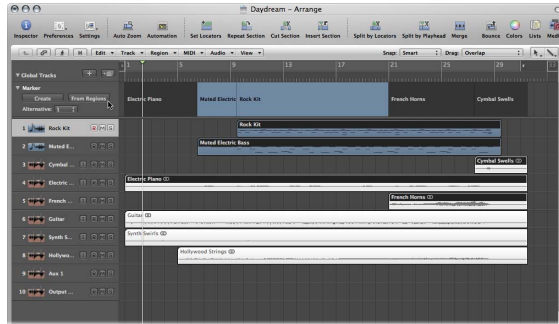 Daydream - Arrange
Inspector Preferences Settings Auto Zoom Automation Set Locators Repeat Section Cut Section Insert Section Split by Locators Split by Playhead Merge Bounce Colors Lists
Edit Track Region MIDI Audio View Snap: Smart Drag: Overlap
1 5 9 13 17 21 25 29
Global Tracks
Marker
Create From Regions
Alternative: 1
Electric Piano Muted Electric Rock Kit French Horns Cymbal Swells
1 Rock Kit R M S
Rock Kit
2 Muted E...
Muted Electric Bass
3 Cymbal ...
Cymbal Swells
4 Electric ...
Electric Piano
5 French ...
French Horns
6 Guitar
Guitar
7 Synth S...
Synth Swirls
8 Hollywo...
Hollywood Strings
9 Aux 1
10 Output ...